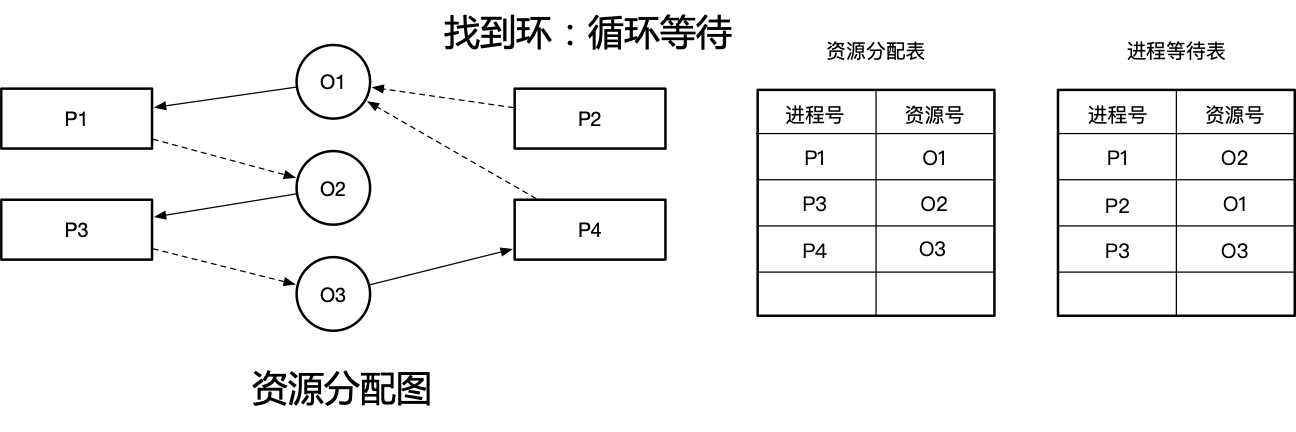 找到环：循环等待
P1
O1
P2
O2
P3
P4
O3
资源分配图
资源分配表
进程号 资源号
P1 O1
P3 O2
P4 O3
进程等待表
进程号 资源号
P1 O2
P2 O1
P3 O3